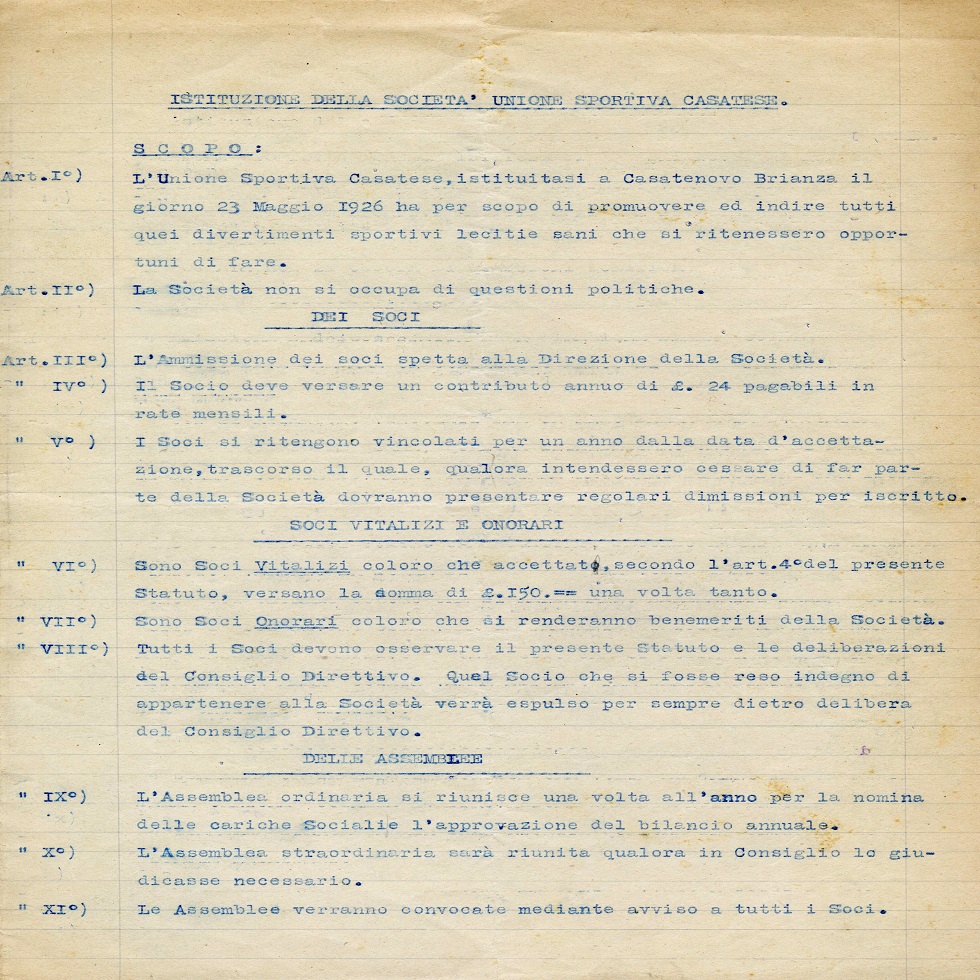 ISTITUZIONE DELLA SOCIETA' UNIONE SPORTIVA CASATESE.
S C O P O :
Art.I°) L'Unione Sportiva Casatese,istituitasi a Casatenovo Brianza il
giorno 23 Maggio I926 ha per scopo di promuovere ed indire tutti
quei divertimenti sportivi lecitie sani che si ritenessero oppor-
tuni di fare.
Art.II°) La Società non si occupa di questioni politiche.
DEI SOCI
Art.III°) L'Ammissione dei soci spetta alla Direzione della Società.
" IV° ) Il Socio deve versare un contributo annuo di £. 24 pagabili in
rate mensili.
" V° ) I Soci si ritengono vincolati per un anno dalla data d'accetta-
zione,trascorso il quale, qualora intendessero cessare di far par-
te della Società dovranno presentare regolari dimissioni per iscritto.
SOCI VITALIZI E ONORARI
" VI°) Sono Soci Vitalizi coloro che accettati,secondo l'art.4°del presente
Statuto, versano la somma di £.I50.== una volta tanto.
" VII°) Sono Soci Onorari coloro che si renderanno benemeriti della Società.
" VIII°) Tutti i Soci devono osservare il presente Statuto e le deliberazioni
del Consiglio Direttivo. Quel Socio che si fosse reso indegno di
appartenere alla Società verrà espulso per sempre dietro delibera
del Consiglio Direttivo.
DELLE ASSEMBLEE
" IX°) L'Assemblea ordinaria si riunisce una volta all'anno per la nomina
delle cariche Socialie l'approvazione del bilancio annuale.
" X°) L'Assemblea straordinaria sarà riunita qualora in Consiglio lo giu-
dicasse necessario.
" XI°) Le Assemblee verranno convocate mediante avviso a tutti i Soci.